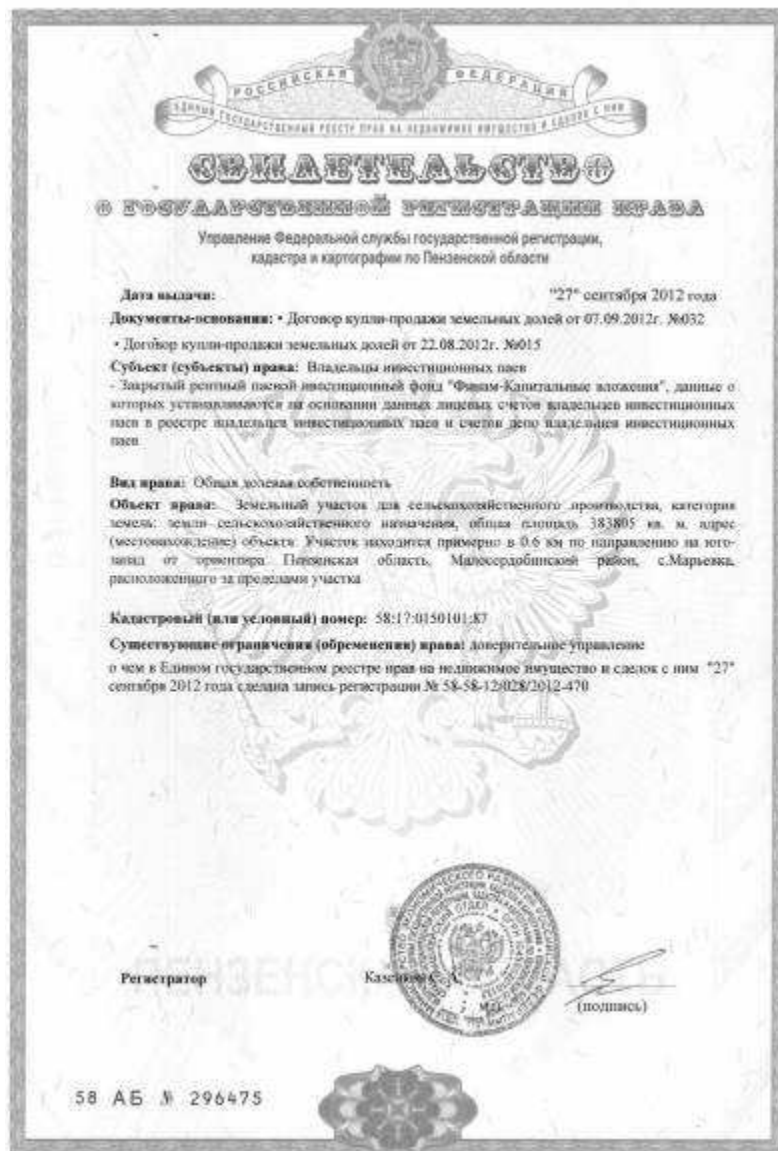 РОССИЙСКАЯ ФЕДЕРАЦИЯ
ЕДИНЫЙ ГОСУДАРСТВЕННЫЙ РЕЕСТР ПРАВ НА НЕДВИЖИМОЕ ИМУЩЕСТВО И СДЕЛОК С НИМ
СВИДЕТЕЛЬСТВО
О ГОСУДАРСТВЕННОЙ РЕГИСТРАЦИИ ПРАВА
Управление Федеральной службы государственной регистрации,
кадастра и картографии по Пензенской области
Дата выдачи: "27" сентября 2012 года
Документы-основания: • Договор купли-продажи земельных долей от 07.09.2012г. №032
• Договор купли-продажи земельных долей от 22.08.2012г. №015
Субъект (субъекты) права: Владельцы инвестиционных паев
- Закрытый рентный паевой инвестиционный фонд "Финам-Капитальные вложения", данные о
которых устанавливаются на основании данных лицевых счетов владельцев инвестиционных
паев в реестре владельцев инвестиционных паев и счетов депо владельцев инвестиционных
паев
Вид права: Общая долевая собственность
Объект права: Земельный участок для сельскохозяйственного производства, категория
земель: земли сельскохозяйственного назначения, общая площадь 383805 кв. м, адрес
(местонахождение) объекта: Участок находится примерно в 0.6 км по направлению на юго-
запад от ориентира Пензенская область, Малосердобинский район, с.Марьевка,
расположенного за пределами участка
Кадастровый (или условный) номер: 58:17:0150101:87
Существующие ограничения (обременения) права: доверительное управление
о чем в Едином государственном реестре прав на недвижимое имущество и сделок с ним "27"
сентября 2012 года сделана запись регистрации № 58-58-12/028/2012-470
Регистратор
(подпись)
58 АБ № 296475